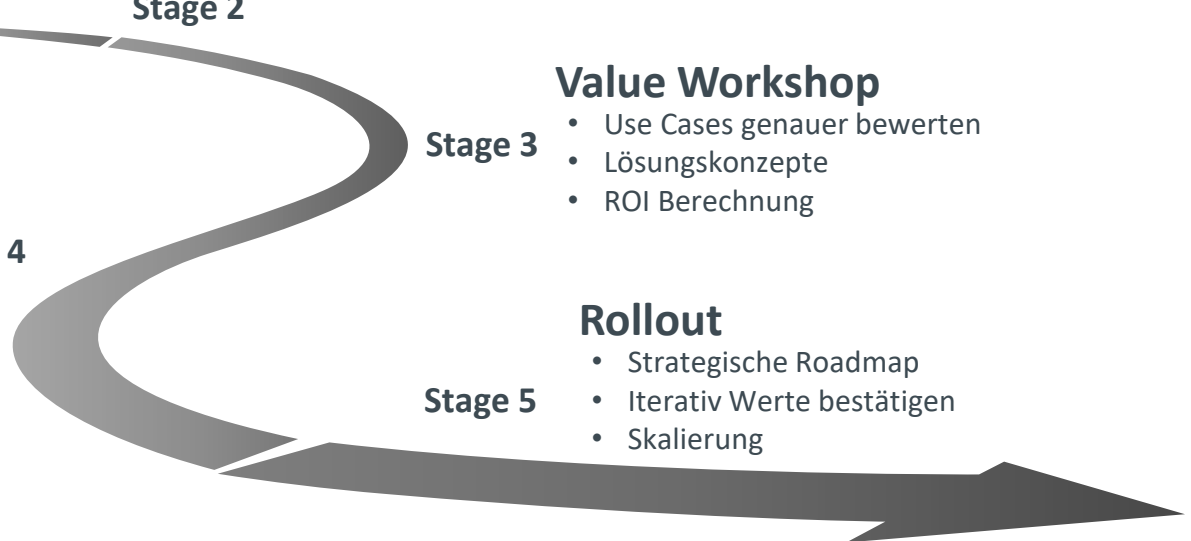 Stage 2
Value Workshop
• Use Cases genauer bewerten
Stage 3
• Lösungskonzepte
• ROI Berechnung
4
Rollout
• Strategische Roadmap
Stage 5
• Iterativ Werte bestätigen
• Skalierung